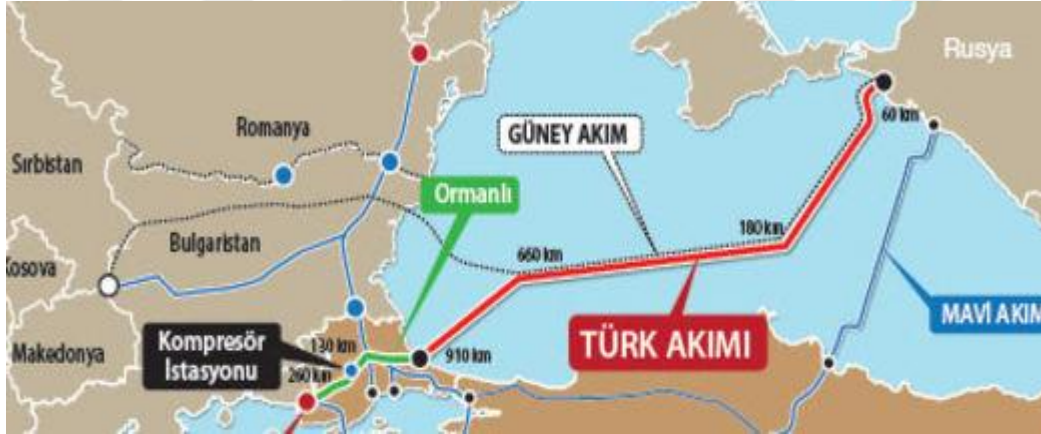 Rusya
60 km
Romanya
GÜNEY AKIM
Sırbistan
Ormanlı
180 km
Bulgaristan
660 km
Kosova
MAVİ AKIM
Kompresör
İstasyonu
130 km
910 km
TÜRK AKIMI
Makedonya
260 km